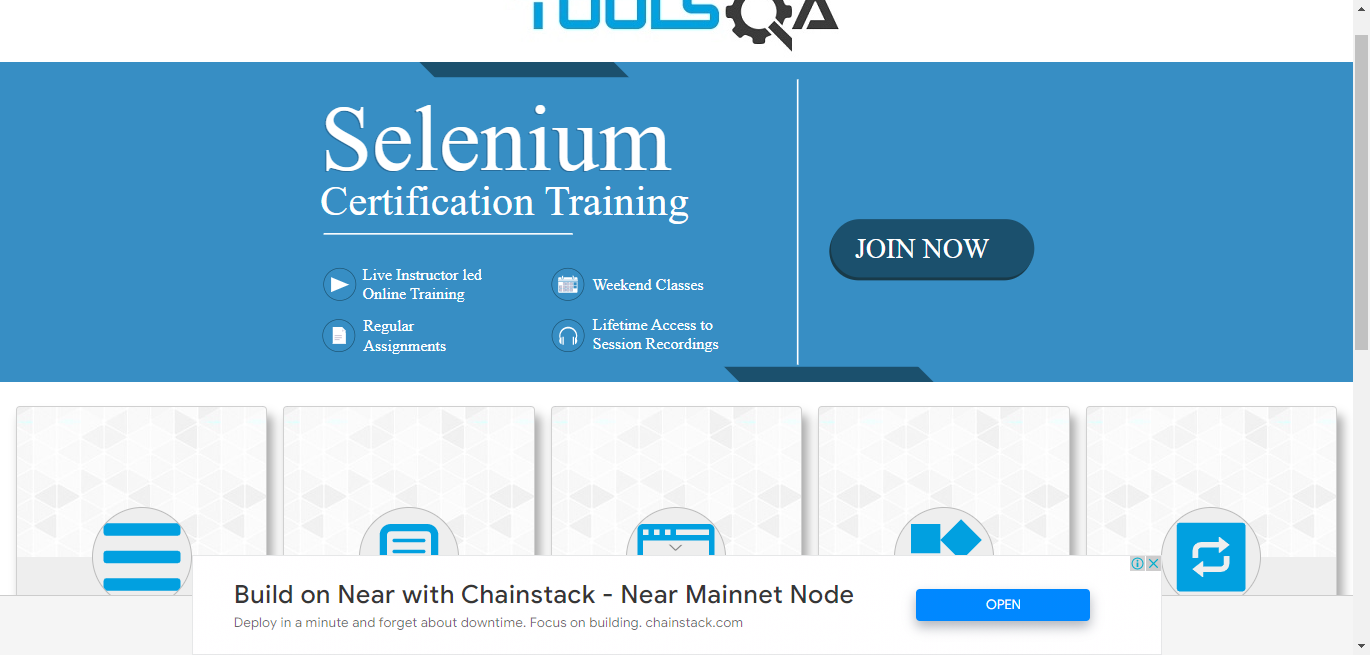 TOOLSQA
Selenium
Certification Training
Live Instructor led
Online Training
Weekend Classes
Regular
Assignments
Lifetime Access to
Session Recordings
JOIN NOW
Build on Near with Chainstack - Near Mainnet Node
Deploy in a minute and forget about downtime. Focus on building. chainstack.com
OPEN